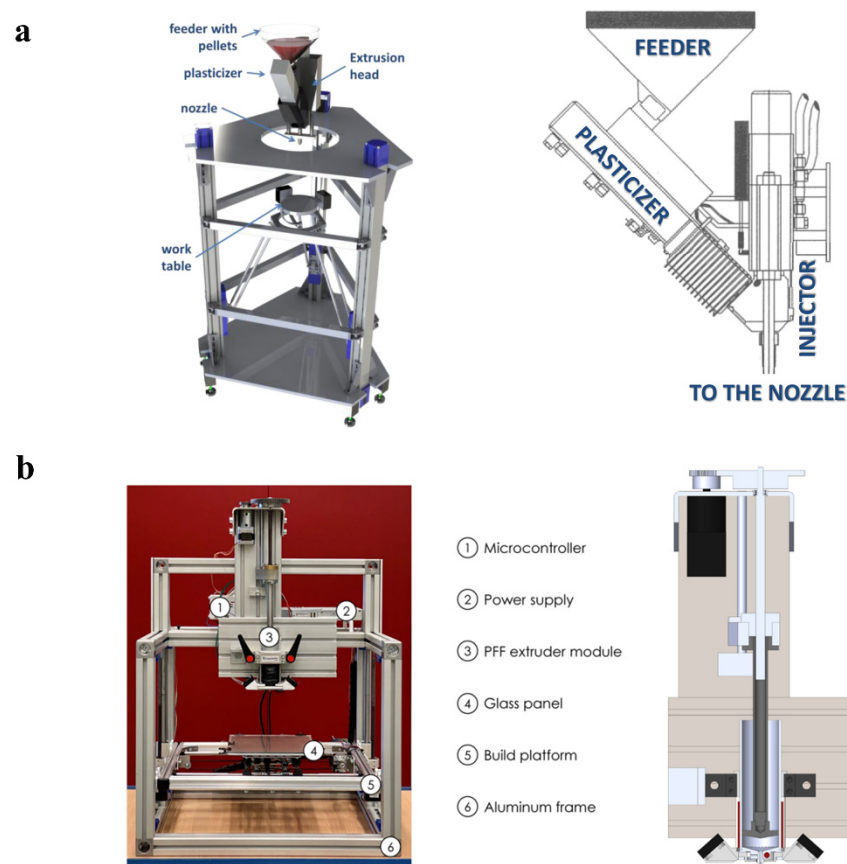 a
feeder with
pellets
plasticizer
Extrusion
head
nozzle
work
table
FEEDER
PLASTICIZER
INJECTOR
TO THE NOZZLE
b
1
2
3
4
5
6
1 Microcontroller
2 Power supply
3 PFF extruder module
4 Glass panel
5 Build platform
6 Aluminum frame